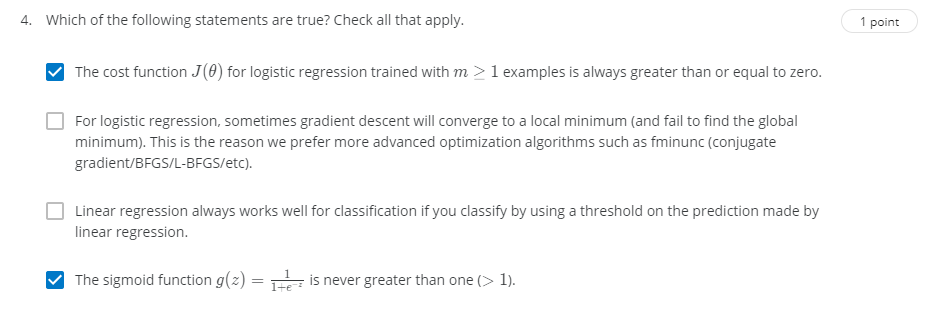 4. Which of the following statements are true? Check all that apply.
1 point
The cost function J(θ) for logistic regression trained with m ≥ 1 examples is always greater than or equal to zero.
For logistic regression, sometimes gradient descent will converge to a local minimum (and fail to find the global
minimum). This is the reason we prefer more advanced optimization algorithms such as fminunc (conjugate
gradient/BFGS/L-BFGS/etc).
Linear regression always works well for classification if you classify by using a threshold on the prediction made by
linear regression.
The sigmoid function g(z) = 1/(1+e^{-z}) is never greater than one (> 1).